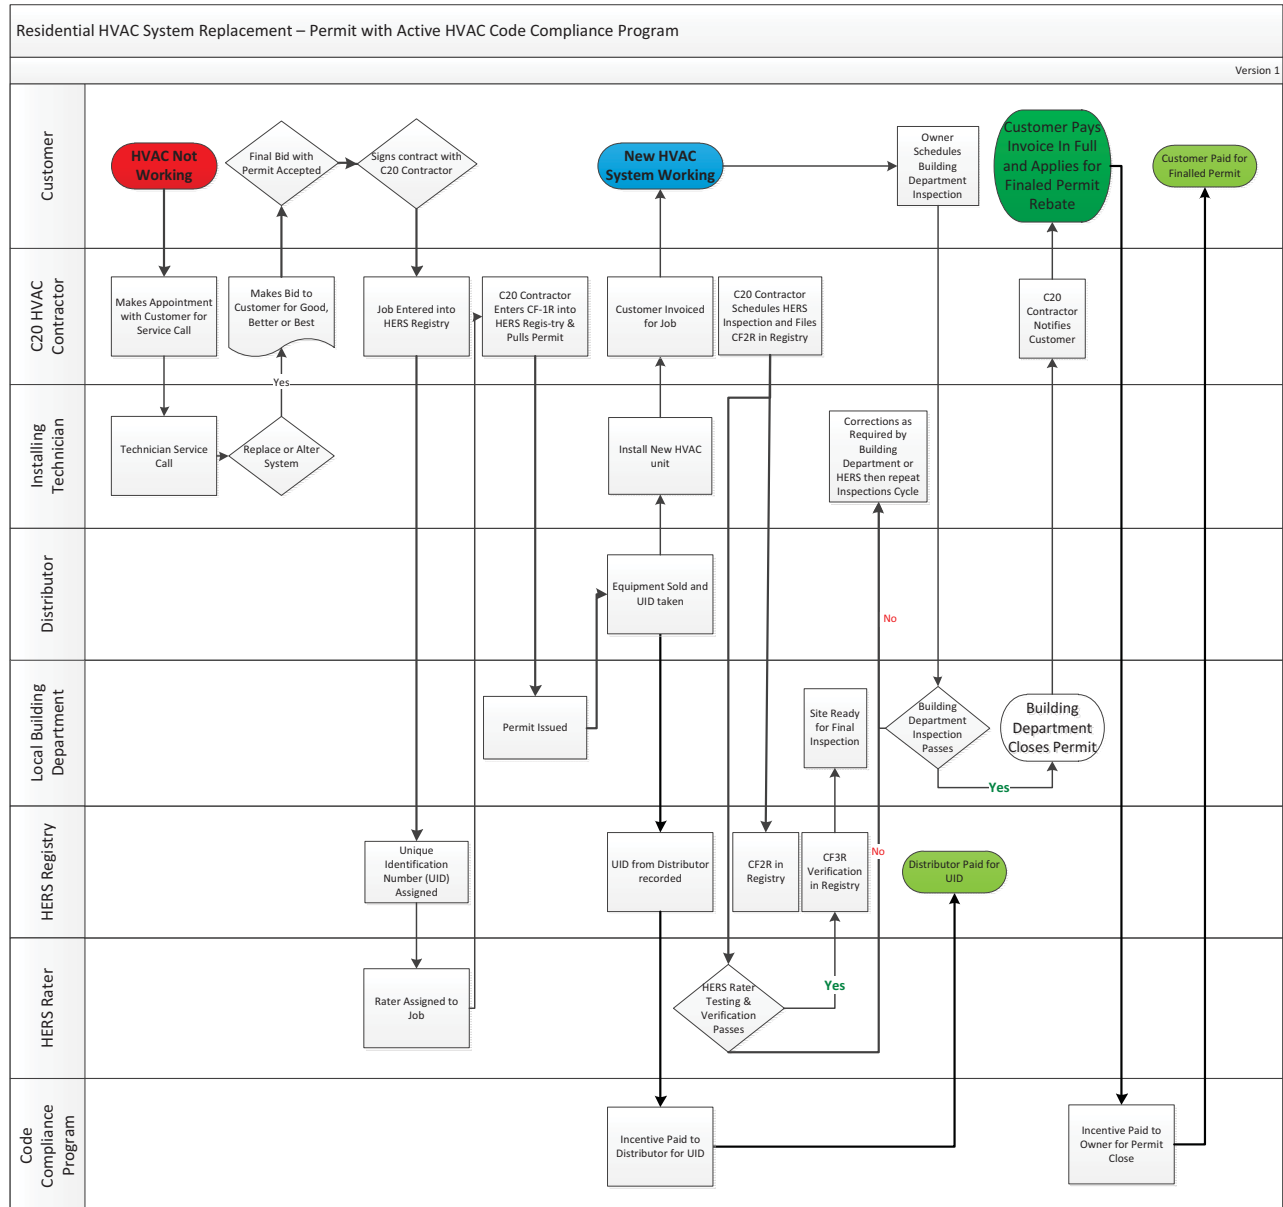 Residential HVAC System Replacement – Permit with Active HVAC Code Compliance Program
Version 1
Customer
HVAC Not
Working
Final Bid with
Permit Accepted
Signs contract with
C20 Contractor
New HVAC
System Working
Owner
Schedules
Building
Department
Inspection
Customer Pays
Invoice In Full
and Applies for
Finaled Permit
Rebate
Customer Paid for
Finalled Permit
C20 HVAC
Contractor
Makes Appointment
with Customer for
Service Call
Makes Bid to
Customer for Good,
Better or Best
Job Entered into
HERS Registry
C20 Contractor
Enters CF-1R into
HERS Regis-try &
Pulls Permit
Customer Invoiced
for Job
C20 Contractor
Schedules HERS
Inspection and Files
CF2R in Registry
C20
Contractor
Notifies
Customer
Yes
Installing
Technician
Technician Service
Call
Replace or Alter
System
Install New HVAC
unit
Corrections as
Required by
Building
Department or
HERS then repeat
Inspections Cycle
Distributor
Equipment Sold and
UID taken
No
Local Building
Department
Permit Issued
Site Ready
for Final
Inspection
Building
Department
Inspection
Passes
Building
Department
Closes Permit
Yes
HERS Registry
Unique
Identification
Number (UID)
Assigned
UID from Distributor
recorded
CF2R in
Registry
CF3R
Verification
in Registry
No
Distributor Paid for
UID
HERS Rater
Rater Assigned to
Job
HERS Rater
Testing &
Verification
Passes
Yes
Code
Compliance
Program
Incentive Paid to
Distributor for UID
Incentive Paid to
Owner for Permit
Close